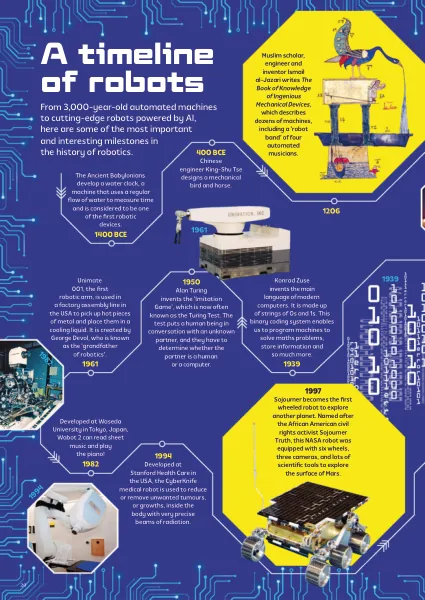 A timeline
of robots
From 3,000-year-old automated machines
to cutting-edge robots powered by AI,
here are some of the most important
and interesting milestones in
the history of robotics.
The Ancient Babylonians
develop a water clock, a
machine that uses a regular
flow of water to measure time
and is considered to be one
of the first robotic
devices.
1400 BCE
400 BCE
Chinese
engineer King-Shu Tse
designs a mechanical
bird and horse.
Muslim scholar,
engineer and
inventor Ismail
al-Jazari writes The
Book of Knowledge
of Ingenious
Mechanical Devices,
which describes
dozens of machines,
including a 'robot
band' of four
automated
musicians.
1206
UNIMATION, INC.
1961
Unimate
001, the first
robotic arm, is used in
a factory assembly line in
the USA to pick up hot pieces
of metal and place them in a
cooling liquid. It is created by
George Devol, who is known
as the 'grandfather
of robotics'.
1961
1950
Alan Turing
invents the 'Imitation
Game', which is now often
known as the Turing Test. The
test puts a human being in
conversation with an unknown
partner, and they have to
determine whether the
partner is a human
or a computer.
Konrad Zuse
invents the main
language of modern
computers. It is made up
of strings of 0s and 1s. This
binary coding system enables
us to program machines to
solve maths problems,
store information and
so much more.
1939
1939
1982
Developed at Waseda
University in Tokyo, Japan,
Wabot 2 can read sheet
music and play
the piano!
1982
1994
Developed at
Stanford Health Care in
the USA, the CyberKnife
medical robot is used to reduce
or remove unwanted tumours,
or growths, inside the
body with very precise
beams of radiation.
1997
Sojourner becomes the first
wheeled robot to explore
another planet. Named after
the African American civil
rights activist Sojourner
Truth, this NASA robot was
equipped with six wheels,
three cameras, and lots of
scientific tools to explore
the surface of Mars.